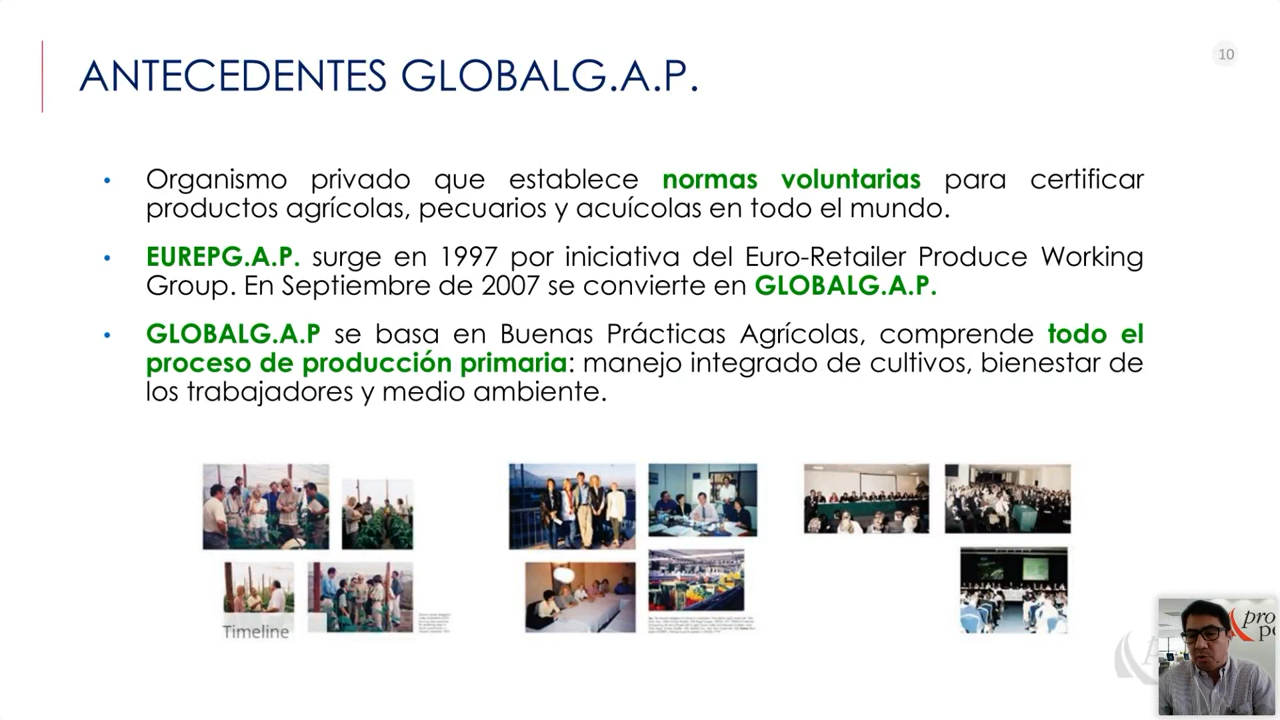 10
ANTECEDENTES GLOBALG.A.P.
• Organismo privado que establece normas voluntarias para certificar
productos agrícolas, pecuarios y acuícolas en todo el mundo.
• EUREPG.A.P. surge en 1997 por iniciativa del Euro-Retailer Produce Working
Group. En Septiembre de 2007 se convierte en GLOBALG.A.P.
• GLOBALG.A.P se basa en Buenas Prácticas Agrícolas, comprende todo el
proceso de producción primaria: manejo integrado de cultivos, bienestar de
los trabajadores y medio ambiente.
Timeline
pro